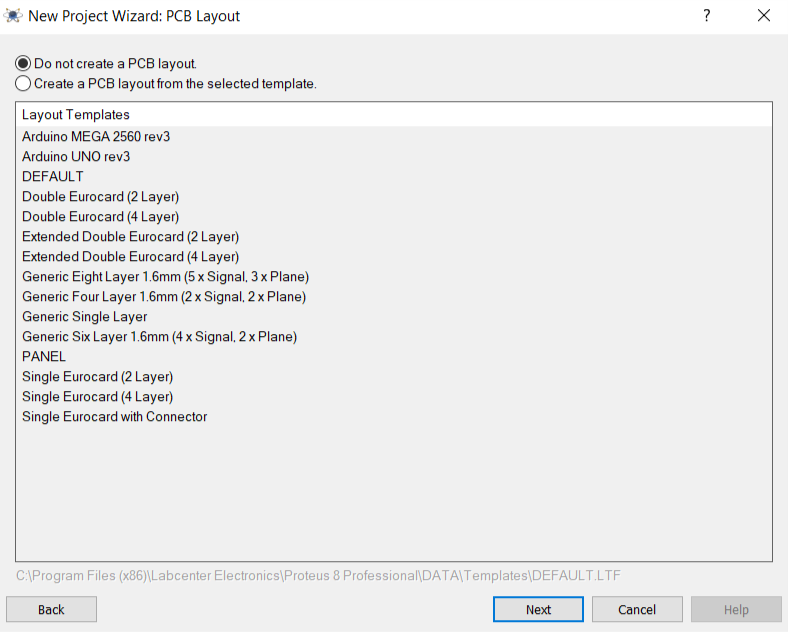 New Project Wizard: PCB Layout ?
Do not create a PCB layout.
Create a PCB layout from the selected template.
Layout Templates
Arduino MEGA 2560 rev3
Arduino UNO rev3
DEFAULT
Double Eurocard (2 Layer)
Double Eurocard (4 Layer)
Extended Double Eurocard (2 Layer)
Extended Double Eurocard (4 Layer)
Generic Eight Layer 1.6mm (5 x Signal, 3 x Plane)
Generic Four Layer 1.6mm (2 x Signal, 2 x Plane)
Generic Single Layer
Generic Six Layer 1.6mm (4 x Signal, 2 x Plane)
PANEL
Single Eurocard (2 Layer)
Single Eurocard (4 Layer)
Single Eurocard with Connector
C:\Program Files (x86)\Labcenter Electronics\Proteus 8 Professional\DATA\Templates\DEFAULT.LTF
Back Next Cancel Help